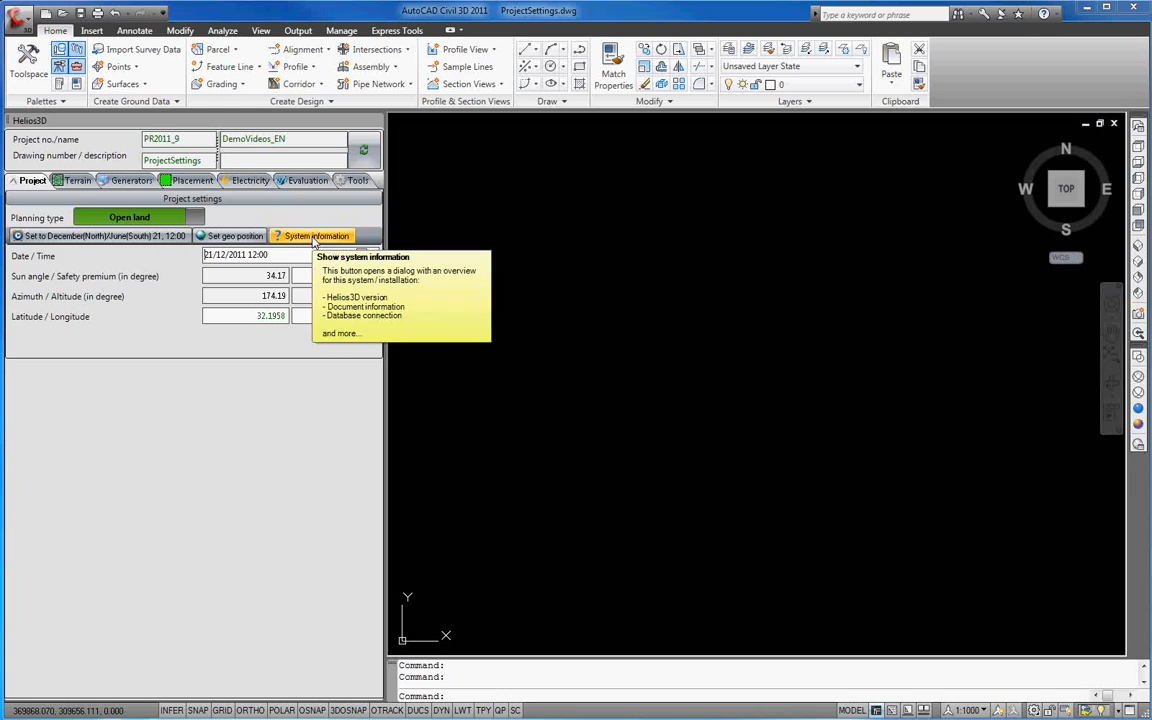 AutoCAD Civil 3D 2011 ProjectSettings.dwg
Type a keyword or phrase
3D
Home Insert Annotate Modify Analyze View Output Manage Express Tools
Toolspace
Import Survey Data
Points
Surfaces
Parcel
Feature Line
Grading
Alignment
Profile
Corridor
Intersections
Assembly
Pipe Network
Profile View
Sample Lines
Section Views
Match
Properties
Unsaved Layer State
0
Paste
Palettes Create Ground Data Create Design Profile & Section Views Draw Modify Layers Clipboard
Helios3D
Project no./name PR2011_9 DemoVideos_EN
Drawing number / description ProjectSettings
Project Terrain Generators Placement Electricity Evaluation Tools
Project settings
Planning type Open land
Set to December(North)/June(South) 21, 12:00 Set geo position System information
Date / Time 21/12/2011 12:00
Sun angle / Safety premium (in degree) 34.17
Azimuth / Altitude (in degree) 174.19
Latitude / Longitude 32.1958
Show system information
This button opens a dialog with an overview
for this system / installation:
- Helios3D version
- Document information
- Database connection
and more...
N
W TOP E
S
WCS
Y
X
Command:
Command:
Command:
369868.070, 309656.111, 0.000 INFER SNAP GRID ORTHO POLAR OSNAP 3DOSNAP OTRACK DUCS DYN LWT TPY QP SC MODEL 1:1000